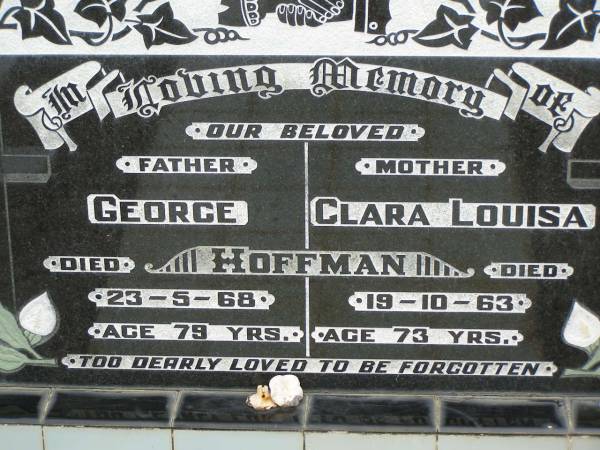 In Loving Memory of
OUR BELOVED
FATHER MOTHER
GEORGE CLARA LOUISA
DIED HOFFMAN DIED
23-5-68 19-10-63
AGE 79 YRS. AGE 73 YRS.
TOO DEARLY LOVED TO BE FORGOTTEN